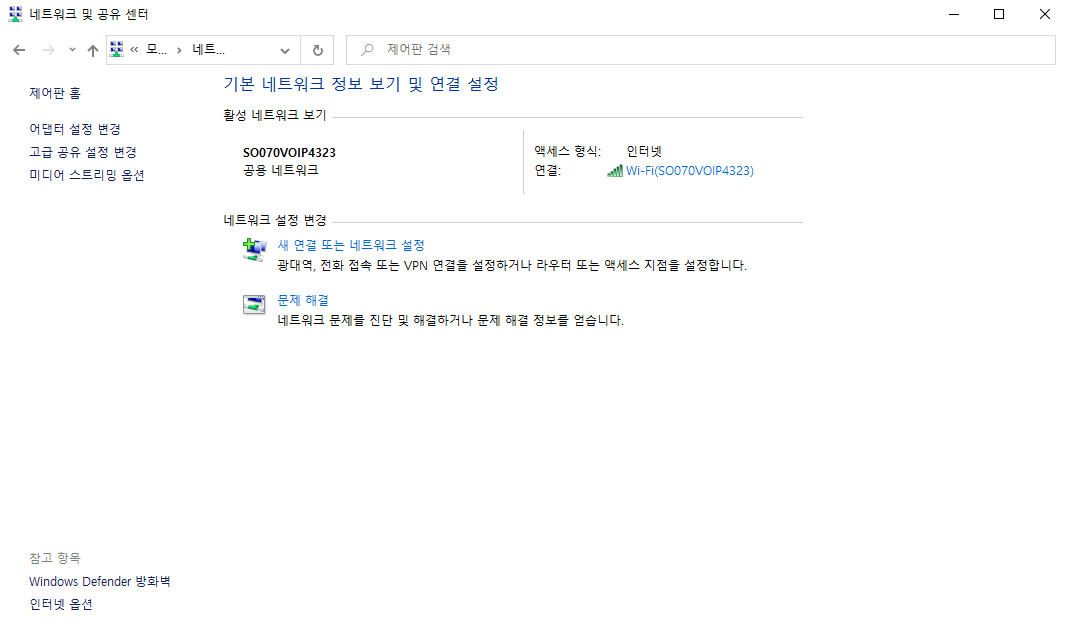 네트워크 및 공유 센터
« 모... › 네트...
제어판 검색
제어판 홈
어댑터 설정 변경
고급 공유 설정 변경
미디어 스트리밍 옵션
기본 네트워크 정보 보기 및 연결 설정
활성 네트워크 보기
SO070VOIP4323
공용 네트워크
액세스 형식: 인터넷
연결: Wi-Fi(SO070VOIP4323)
네트워크 설정 변경
새 연결 또는 네트워크 설정
광대역, 전화 접속 또는 VPN 연결을 설정하거나 라우터 또는 액세스 지점을 설정합니다.
문제 해결
네트워크 문제를 진단 및 해결하거나 문제 해결 정보를 얻습니다.
참고 항목
Windows Defender 방화벽
인터넷 옵션